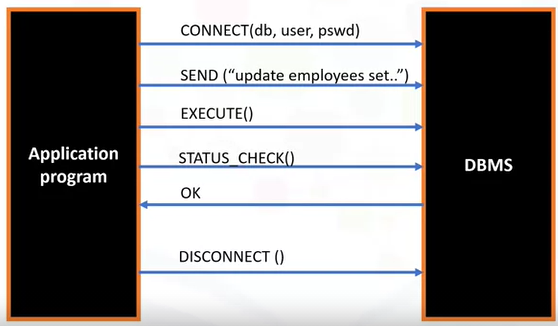 CONNECT(db, user, pswd)
SEND (“update employees set..”)
EXECUTE()
Application
program
STATUS_CHECK()
DBMS
OK
DISCONNECT ()